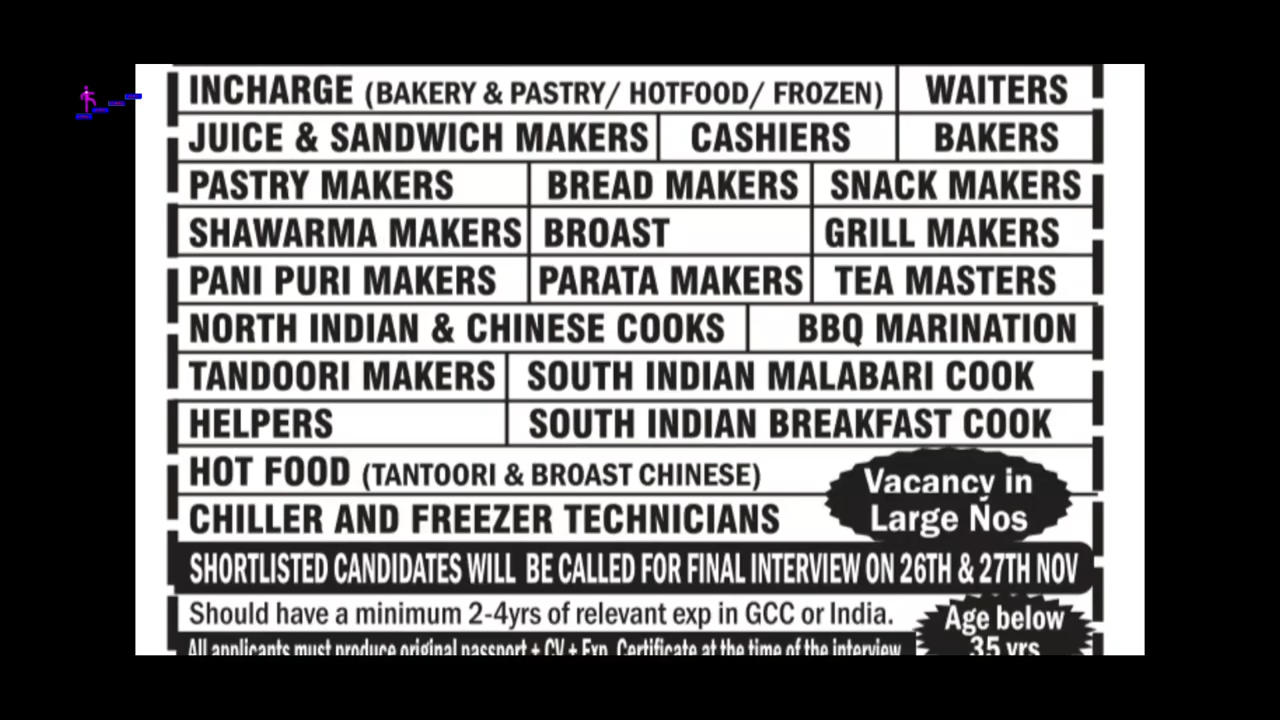 INCHARGE (BAKERY & PASTRY/ HOTFOOD/ FROZEN) WAITERS
JUICE & SANDWICH MAKERS CASHIERS BAKERS
PASTRY MAKERS BREAD MAKERS SNACK MAKERS
SHAWARMA MAKERS BROAST GRILL MAKERS
PANI PURI MAKERS PARATA MAKERS TEA MASTERS
NORTH INDIAN & CHINESE COOKS BBQ MARINATION
TANDOORI MAKERS SOUTH INDIAN MALABARI COOK
HELPERS SOUTH INDIAN BREAKFAST COOK
HOT FOOD (TANTOORI & BROAST CHINESE)
CHILLER AND FREEZER TECHNICIANS
Vacancy in
Large Nos
SHORTLISTED CANDIDATES WILL BE CALLED FOR FINAL INTERVIEW ON 26TH & 27TH NOV
Should have a minimum 2-4yrs of relevant exp in GCC or India.
Age below
35 yrs
All applicants must produce original passport + CV + Exp. Certificate at the time of the interview